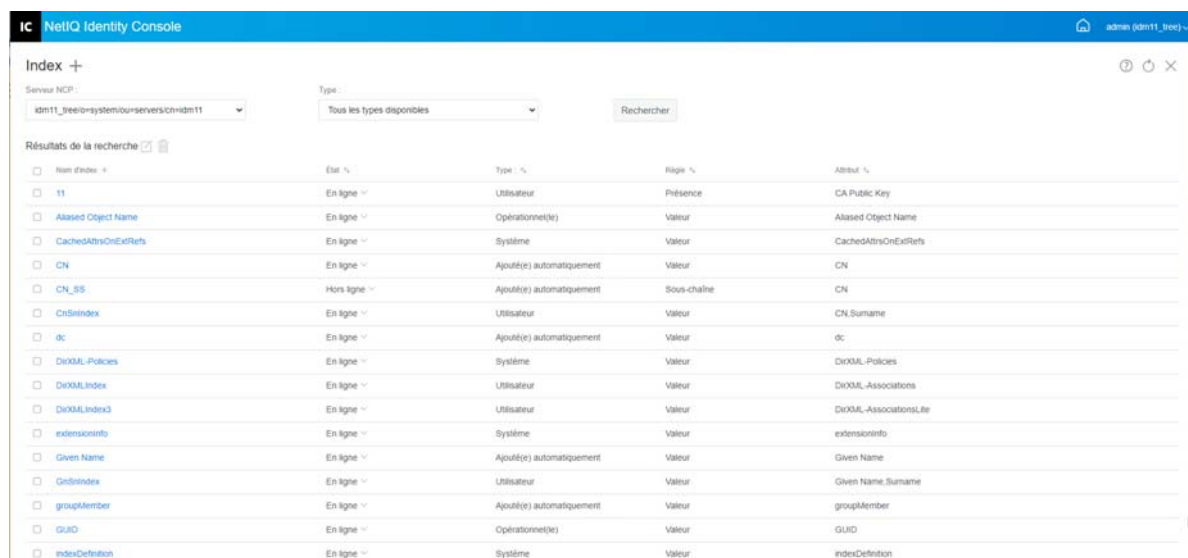 IC NetIQ Identity Console admin (idm11_tree)
Index +
Serveur NCP : Type :
idm11_tree/o=system/ou=servers/cn=idm11 Tous les types disponibles Rechercher
Résultats de la recherche
Nom d'index État Type : Règle Attribut
11 En ligne Utilisateur Présence CA Public Key
Aliased Object Name En ligne Opérationnel(le) Valeur Aliased Object Name
CachedAttrsOnExtRefs En ligne Système Valeur CachedAttrsOnExtRefs
CN En ligne Ajouté(e) automatiquement Valeur CN
CN_SS Hors ligne Ajouté(e) automatiquement Sous-chaîne CN
CnSnIndex En ligne Utilisateur Valeur CN,Surname
dc En ligne Ajouté(e) automatiquement Valeur dc
DirXML-Policies En ligne Système Valeur DirXML-Policies
DirXMLIndex En ligne Utilisateur Valeur DirXML-Associations
DirXMLIndex3 En ligne Utilisateur Valeur DirXML-AssociationsLite
extensionInfo En ligne Système Valeur extensionInfo
Given Name En ligne Ajouté(e) automatiquement Valeur Given Name
GnSnIndex En ligne Utilisateur Valeur Given Name,Surname
groupMember En ligne Ajouté(e) automatiquement Valeur groupMember
GUID En ligne Opérationnel(le) Valeur GUID
indexDefinition En ligne Système Valeur indexDefinition